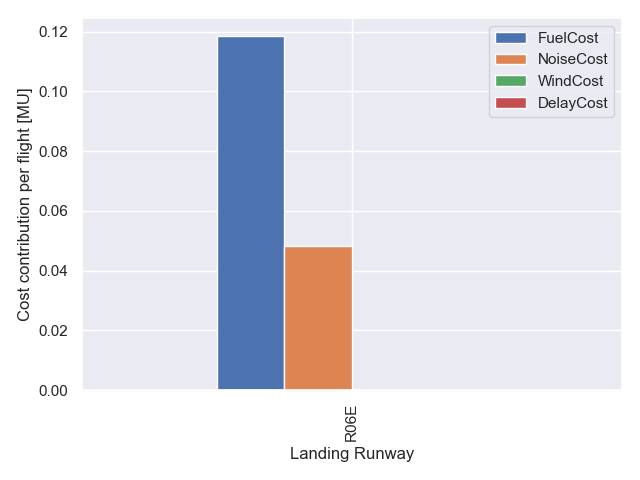 0.12
0.10
0.08
0.06
0.04
0.02
0.00
Cost contribution per flight [MU]
FuelCost
NoiseCost
WindCost
DelayCost
R06E
Landing Runway